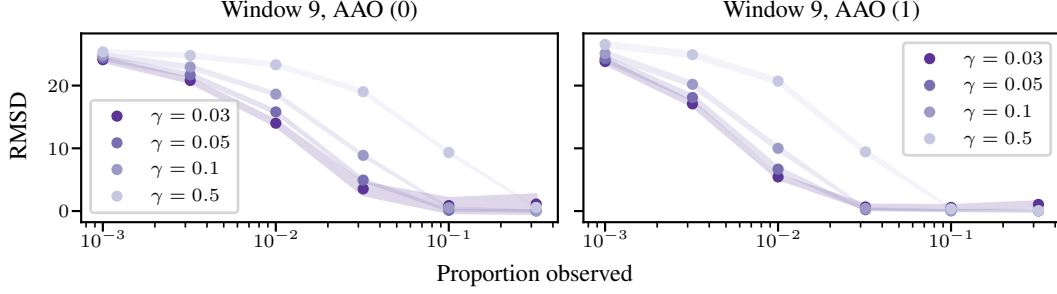 Window 9, AAO (0)
Window 9, AAO (1)
RMSD
20
10
0
γ = 0.03
γ = 0.05
γ = 0.1
γ = 0.5
γ = 0.03
γ = 0.05
γ = 0.1
γ = 0.5
10⁻³
10⁻²
10⁻¹
10⁻³
10⁻²
10⁻¹
Proportion observed